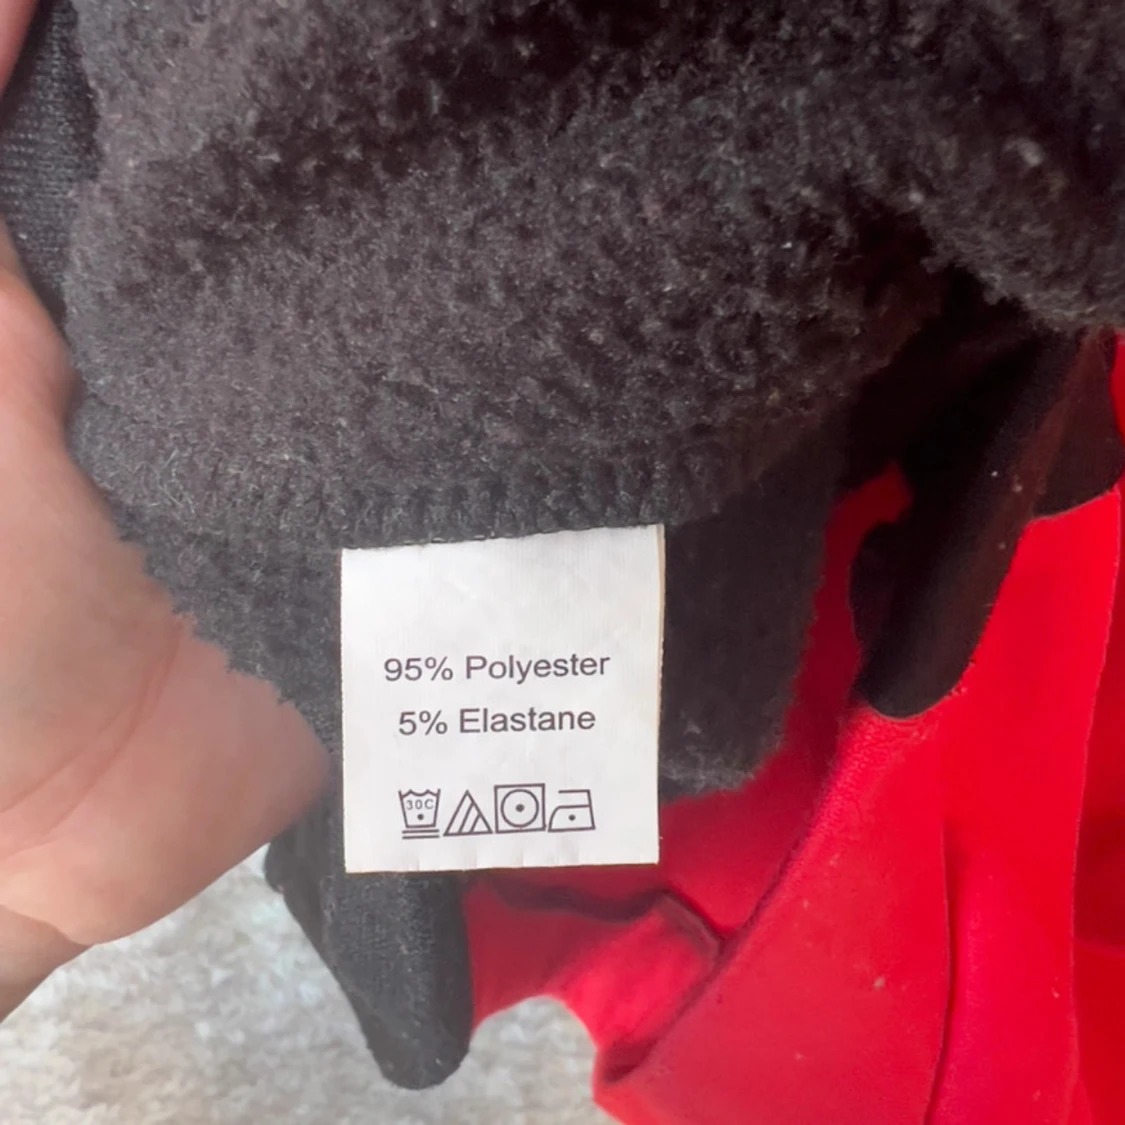 95% Polyester
5% Elastane
30C